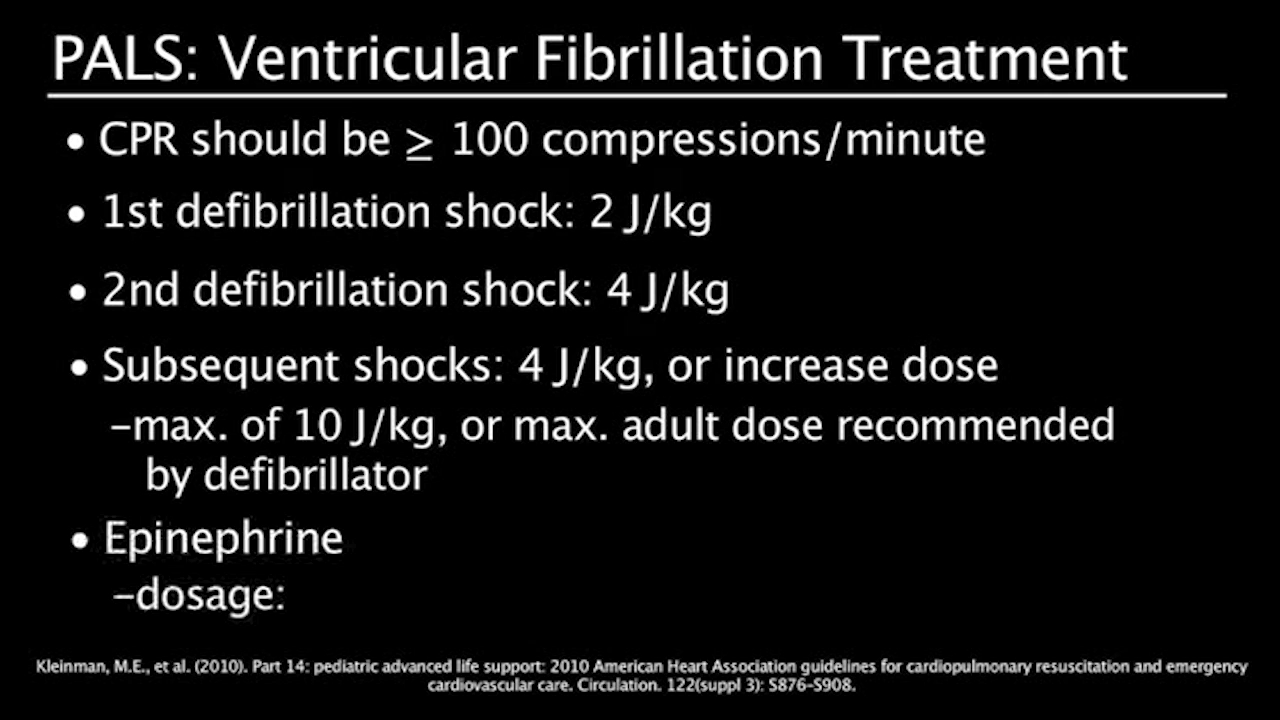 PALS: Ventricular Fibrillation Treatment
• CPR should be ≥ 100 compressions/minute
• 1st defibrillation shock: 2 J/kg
• 2nd defibrillation shock: 4 J/kg
• Subsequent shocks: 4 J/kg, or increase dose
–max. of 10 J/kg, or max. adult dose recommended
by defibrillator
• Epinephrine
–dosage:
Kleinman, M.E., et al. (2010). Part 14: pediatric advanced life support: 2010 American Heart Association guidelines for cardiopulmonary resuscitation and emergency
cardiovascular care. Circulation. 122(suppl 3): S876-S908.